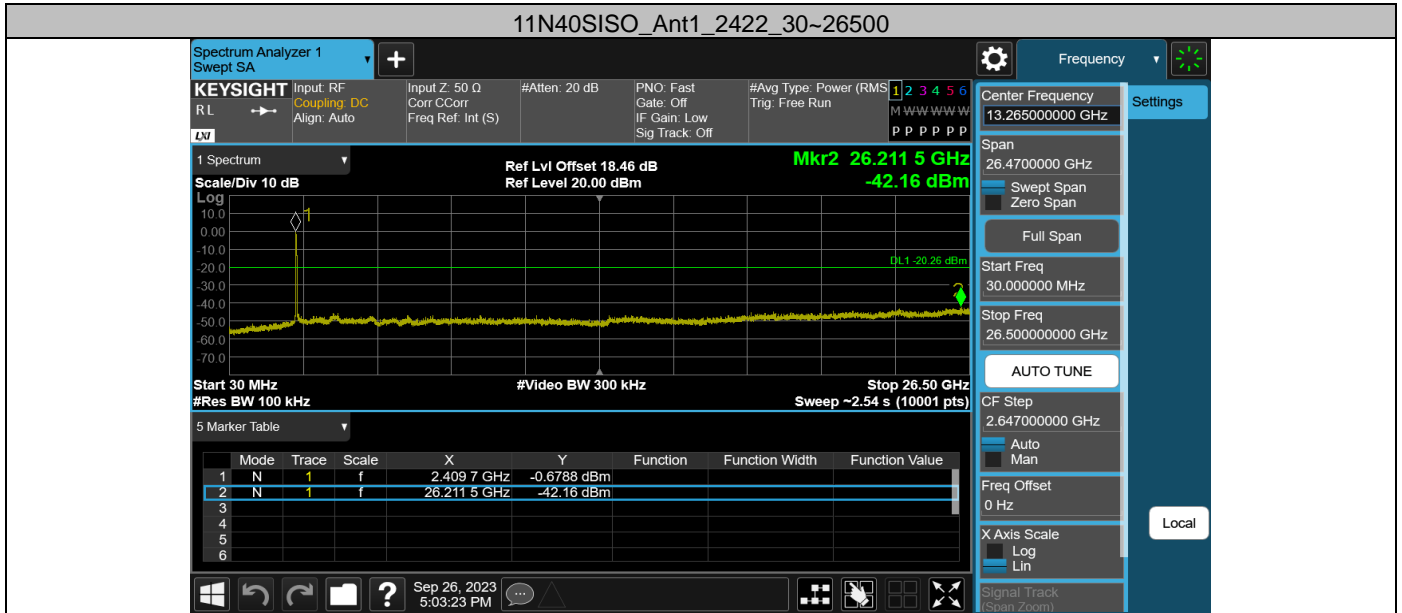 11N40SISO_Ant1_2422_30~26500
Spectrum Analyzer 1
Swept SA
+
Frequency
KEYSIGHT
RL
LXI
Input: RF
Coupling: DC
Align: Auto
Input Z: 50 Ω
Corr CCorr
Freq Ref: Int (S)
#Atten: 20 dB
PNO: Fast
Gate: Off
IF Gain: Low
Sig Track: Off
#Avg Type: Power (RMS
Trig: Free Run
1 2 3 4 5 6
M W W W W W
P P P P P P
1 Spectrum
Scale/Div 10 dB
Ref Lvl Offset 18.46 dB
Ref Level 20.00 dBm
Mkr2 26.211 5 GHz
-42.16 dBm
Log
10.0
0.00
-10.0
-20.0
-30.0
-40.0
-50.0
-60.0
-70.0
1
DL1 -20.26 dBm
2
Start 30 MHz
#Video BW 300 kHz
Stop 26.50 GHz
#Res BW 100 kHz
Sweep ~2.54 s (10001 pts)
5 Marker Table
Mode Trace Scale X Y Function Function Width Function Value
1 N 1 f 2.409 7 GHz -0.6788 dBm
2 N 1 f 26.211 5 GHz -42.16 dBm
3
4
5
6
?
Sep 26, 2023
5:03:23 PM
Center Frequency
13.265000000 GHz
Settings
Span
26.4700000 GHz
Swept Span
Zero Span
Full Span
Start Freq
30.000000 MHz
Stop Freq
26.500000000 GHz
AUTO TUNE
CF Step
2.647000000 GHz
Auto
Man
Freq Offset
0 Hz
Local
X Axis Scale
Log
Lin
Signal Track
(Span Zoom)